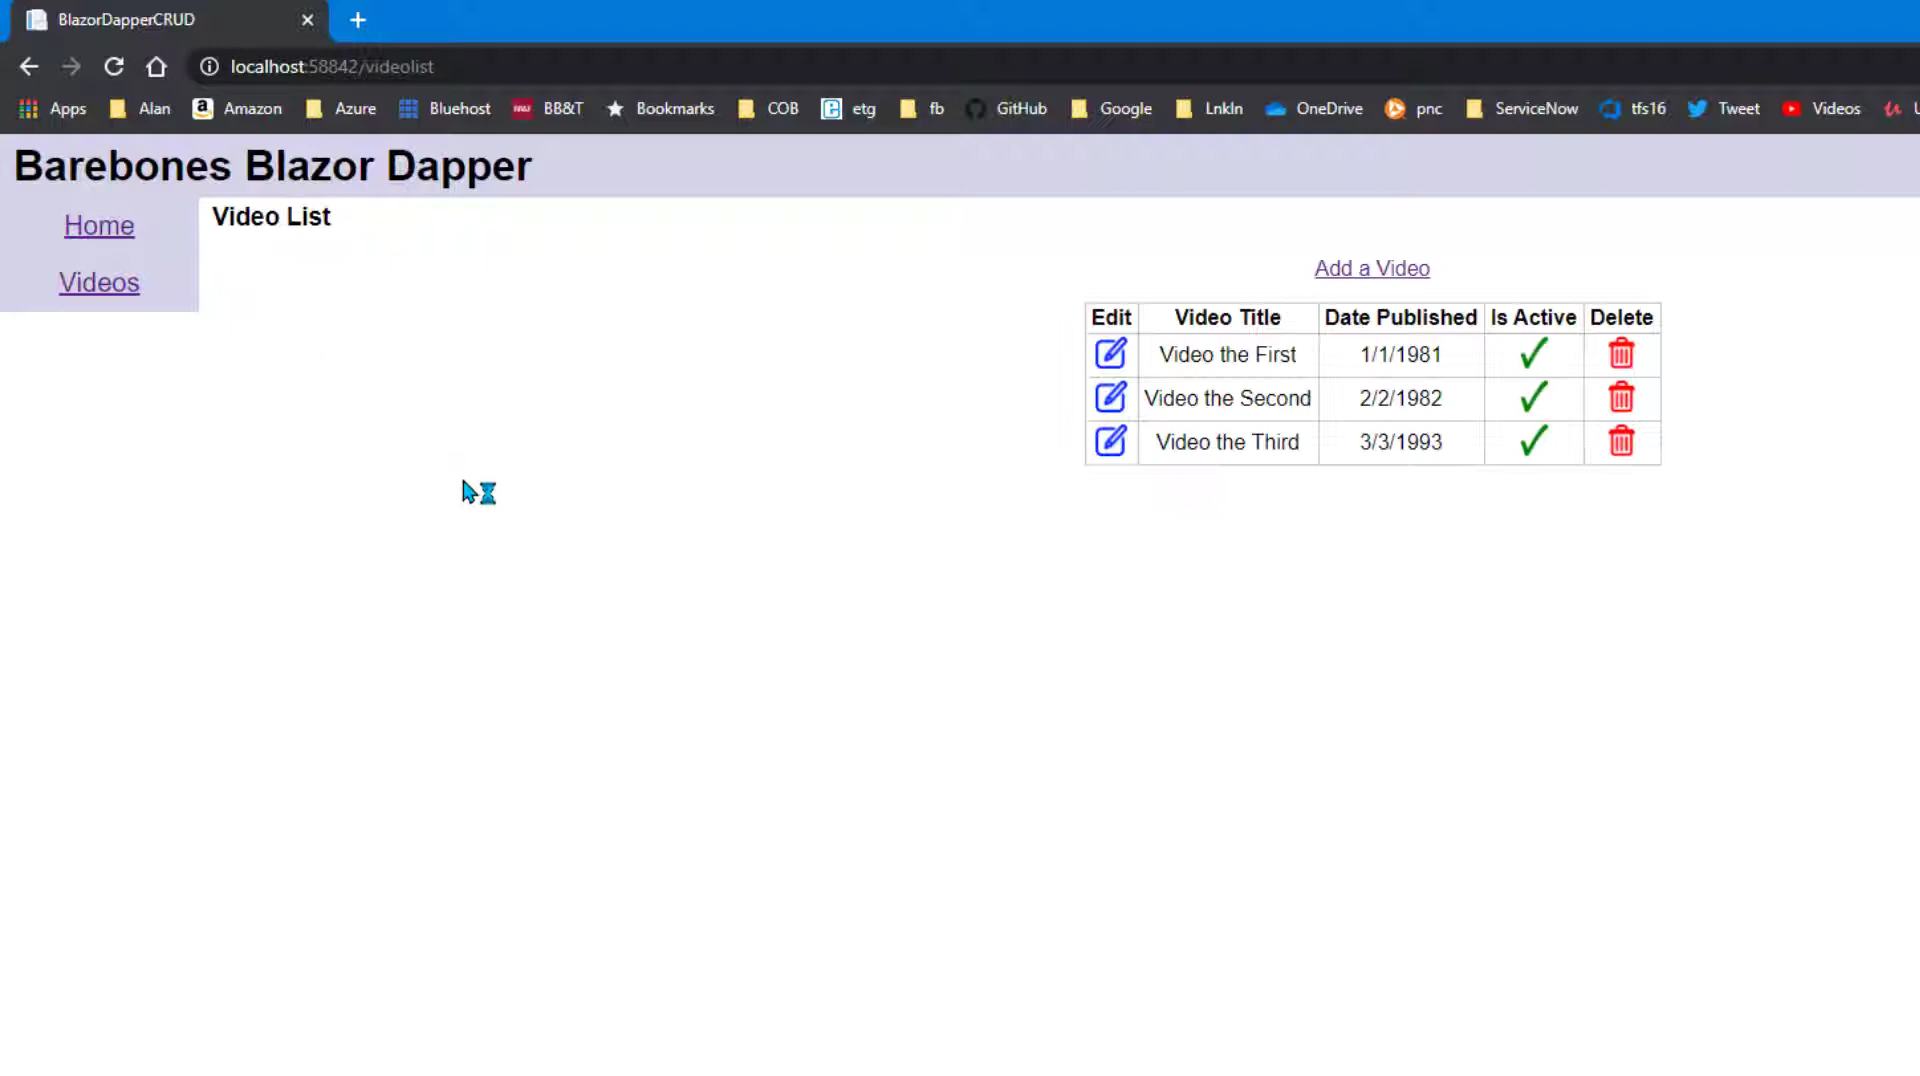 BlazorDapperCRUD
localhost:58842/videolist
Apps Alan Amazon Azure Bluehost BB&T Bookmarks COB etg fb GitHub Google LnkIn OneDrive pnc ServiceNow tfs16 Tweet Videos
Barebones Blazor Dapper
Home
Videos
Video List
Add a Video
Edit Video Title Date Published Is Active Delete
Video the First 1/1/1981
Video the Second 2/2/1982
Video the Third 3/3/1993